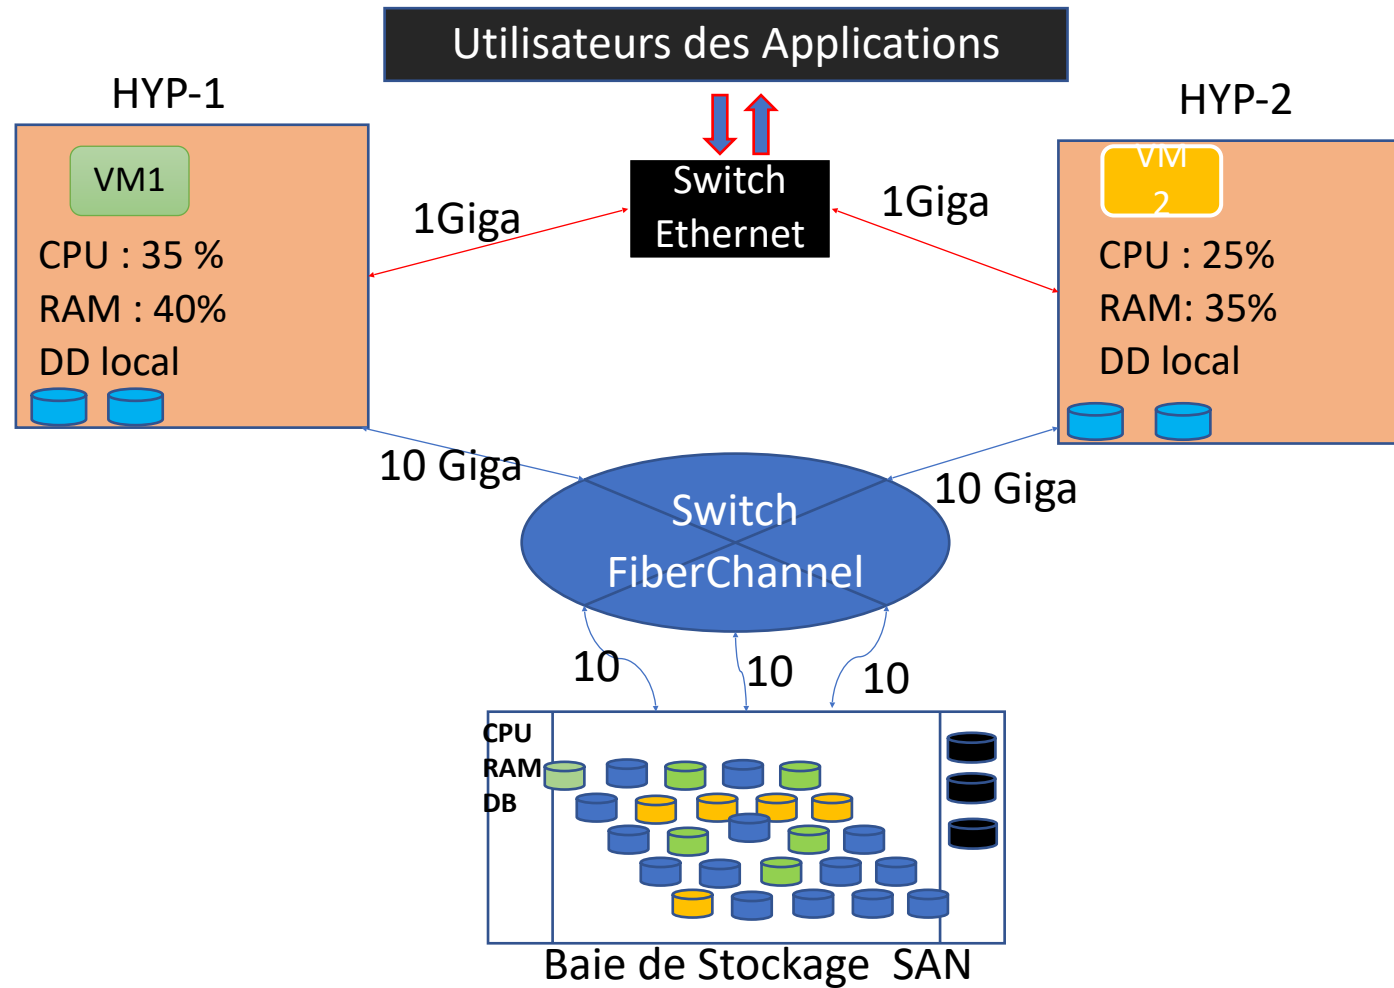 Utilisateurs des Applications
HYP-1
HYP-2
VM1
VM
2
Switch
Ethernet
1Giga
1Giga
CPU : 35 %
RAM : 40%
DD local
CPU : 25%
RAM: 35%
DD local
10 Giga
10 Giga
Switch
FiberChannel
10
10
10
CPU
RAM
DB
Baie de Stockage SAN